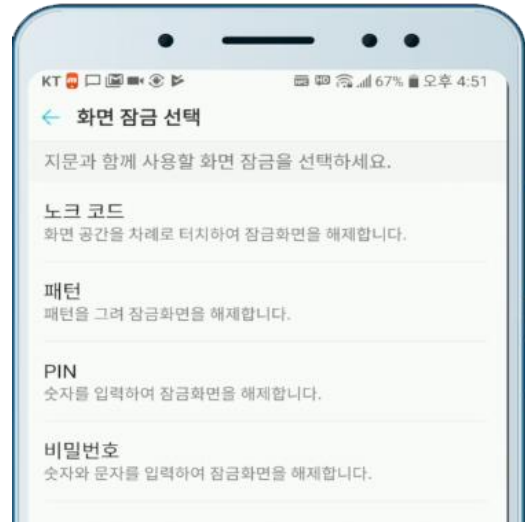 KT 67% 오후 4:51
← 화면 잠금 선택
지문과 함께 사용할 화면 잠금을 선택하세요.
노크 코드
화면 공간을 차례로 터치하여 잠금화면을 해제합니다.
패턴
패턴을 그려 잠금화면을 해제합니다.
PIN
숫자를 입력하여 잠금화면을 해제합니다.
비밀번호
숫자와 문자를 입력하여 잠금화면을 해제합니다.